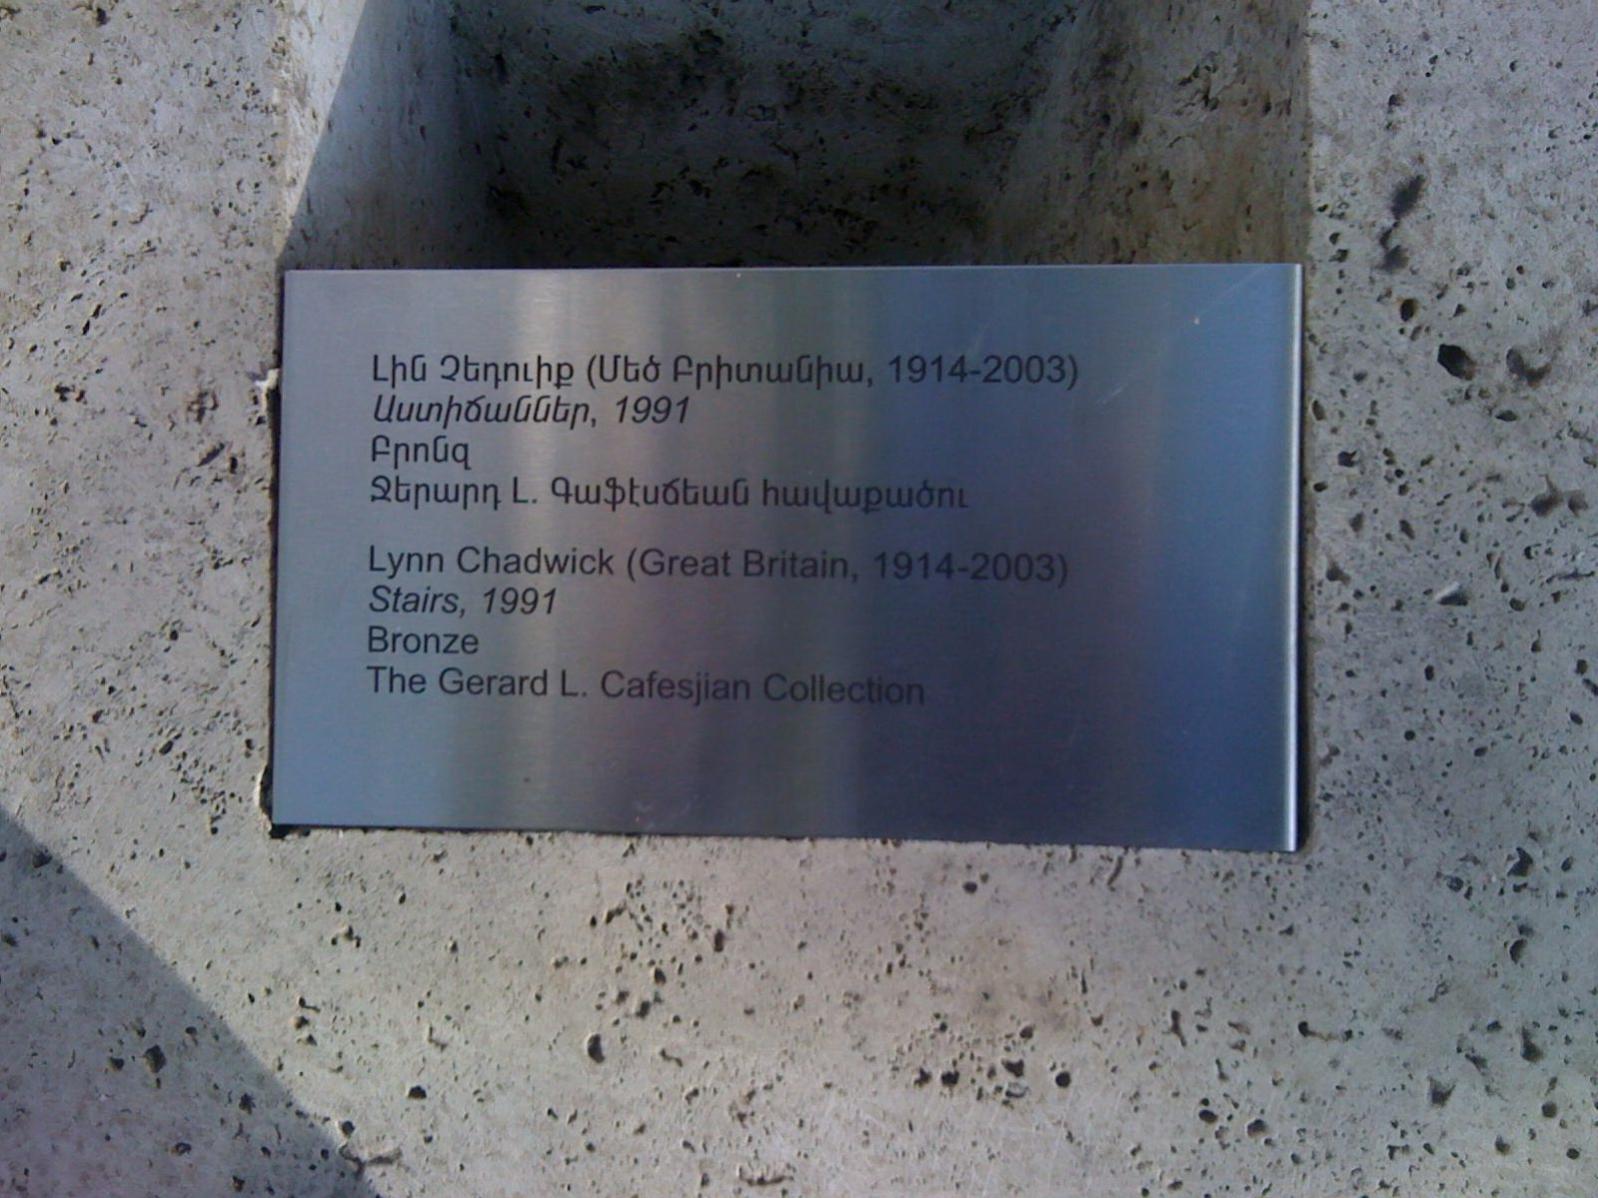 Լին Չեդուիք (Մեծ Բրիտանիա, 1914-2003)
Աստիճաններ, 1991
Բրոնզ
Ջերարդ Լ. Գաֆէսճեան հավաքածու
Lynn Chadwick (Great Britain, 1914-2003)
Stairs, 1991
Bronze
The Gerard L. Cafesjian Collection